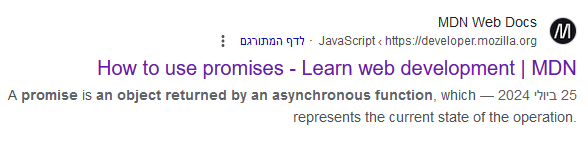 MDN Web Docs
https://developer.mozilla.org › JavaScript · לדף המתורגם
How to use promises - Learn web development | MDN
25 ביולי 2024 — A promise is an object returned by an asynchronous function, which
represents the current state of the operation.